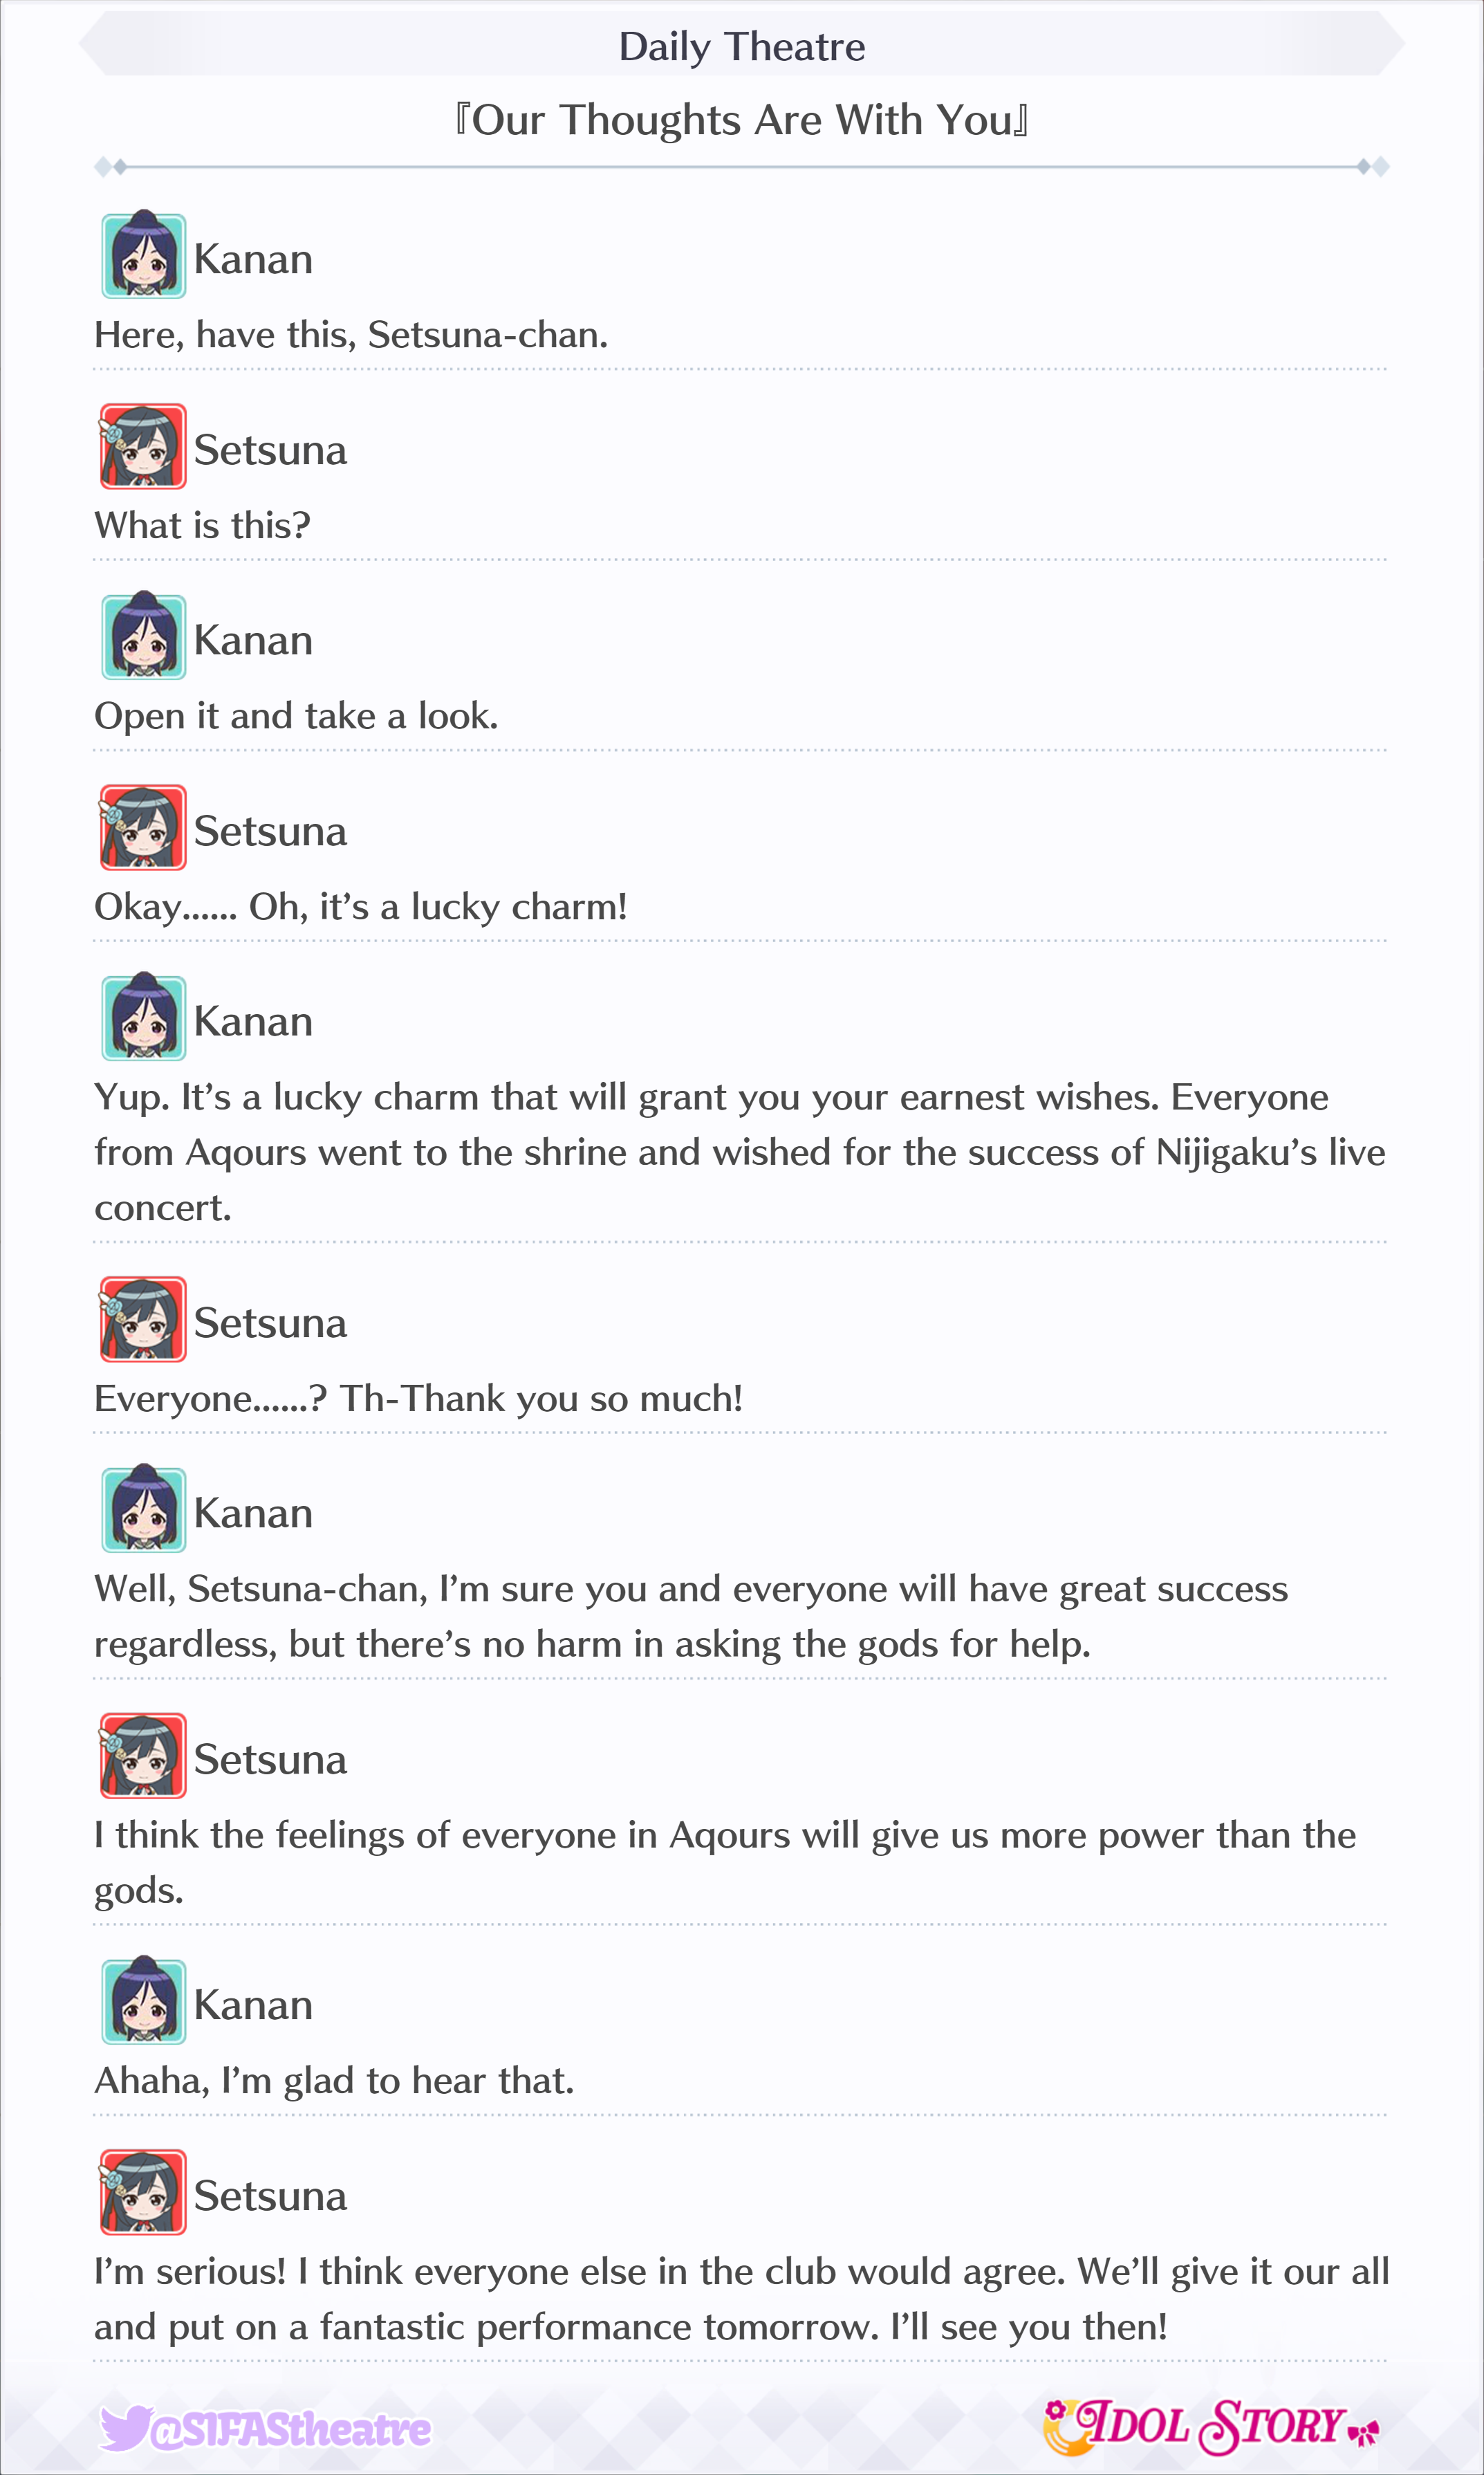 Daily Theatre
『Our Thoughts Are With You』
Kanan
Here, have this, Setsuna-chan.
Setsuna
What is this?
Kanan
Open it and take a look.
Setsuna
Okay...... Oh, it’s a lucky charm!
Kanan
Yup. It’s a lucky charm that will grant you your earnest wishes. Everyone
from Aqours went to the shrine and wished for the success of Nijigaku’s live
concert.
Setsuna
Everyone......? Th-Thank you so much!
Kanan
Well, Setsuna-chan, I’m sure you and everyone will have great success
regardless, but there’s no harm in asking the gods for help.
Setsuna
I think the feelings of everyone in Aqours will give us more power than the
gods.
Kanan
Ahaha, I’m glad to hear that.
Setsuna
I’m serious! I think everyone else in the club would agree. We’ll give it our all
and put on a fantastic performance tomorrow. I’ll see you then!
@SIFAStheatre
IDOL STORY